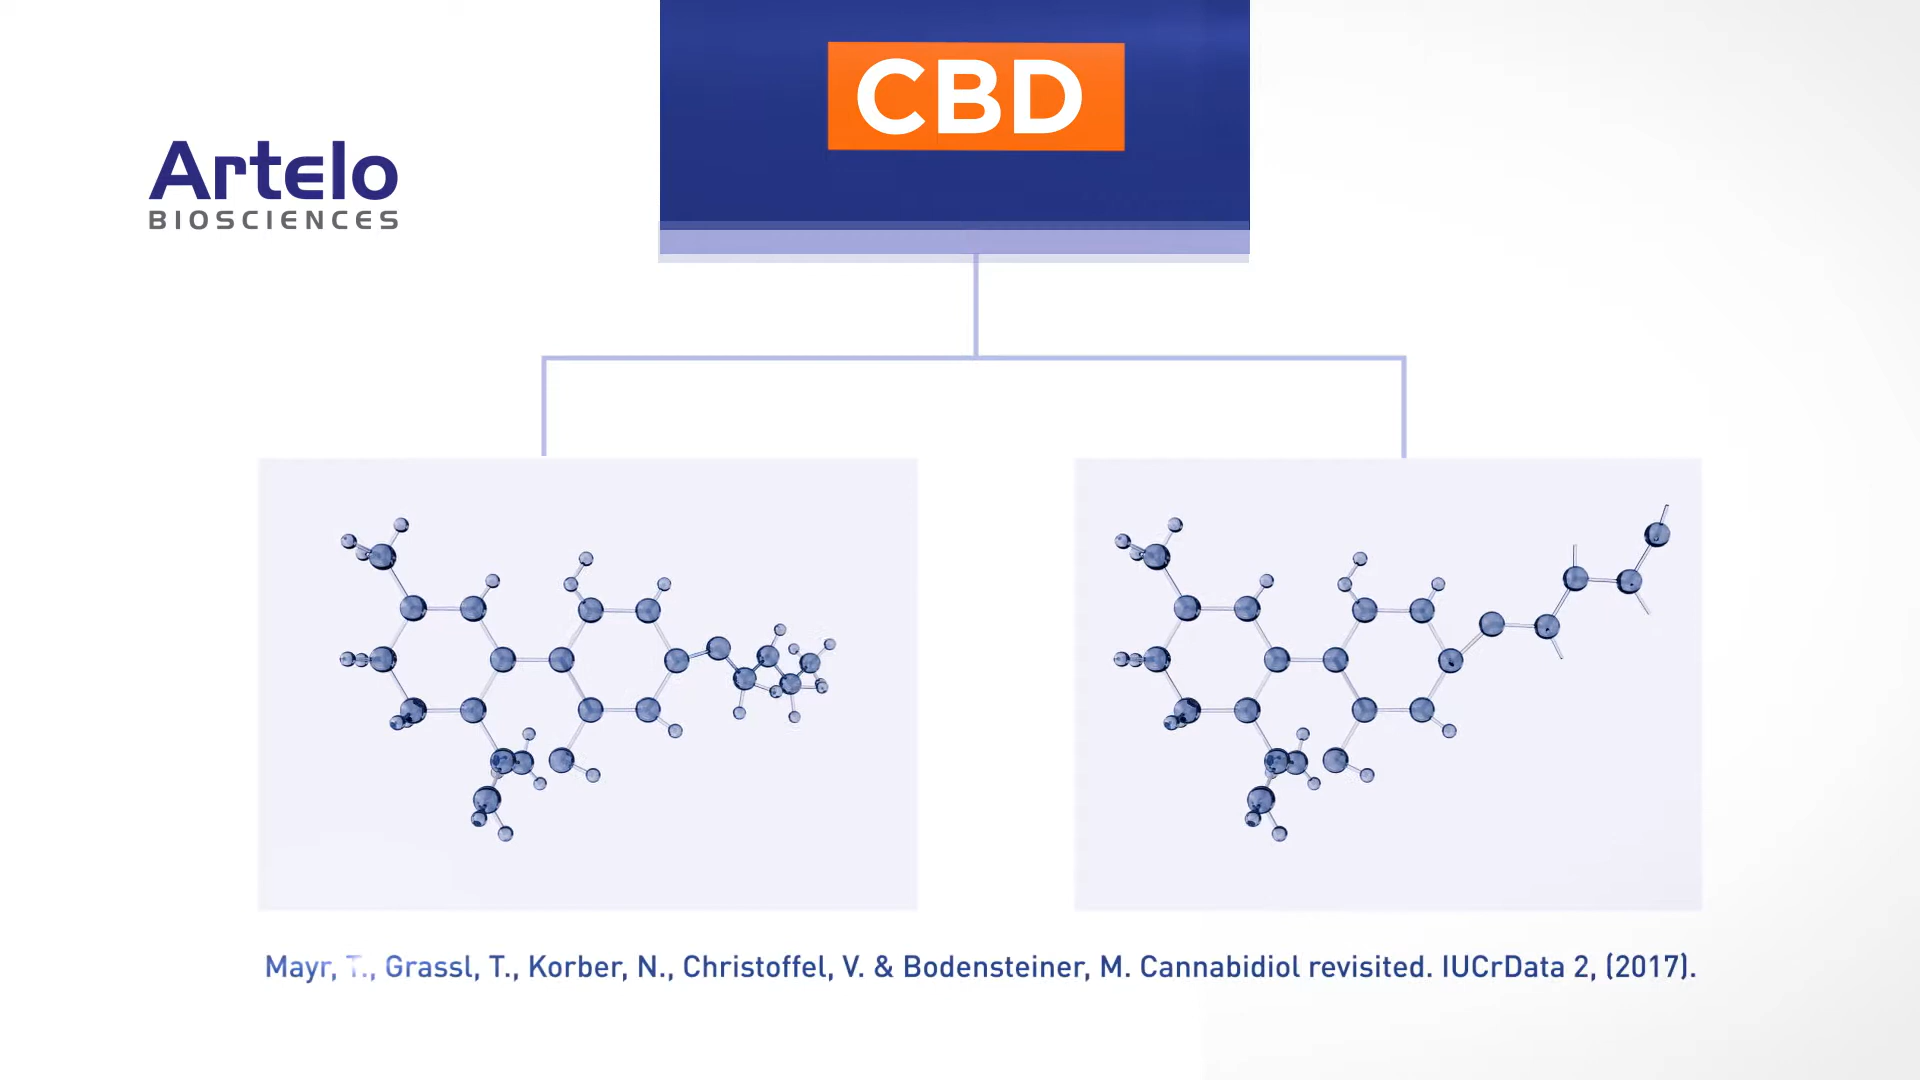 CBD
Artelo
BIOSCIENCES
Mayr, T., Grassl, T., Korber, N., Christoffel, V. & Bodensteiner, M. Cannabidiol revisited. IUCrData 2, (2017).